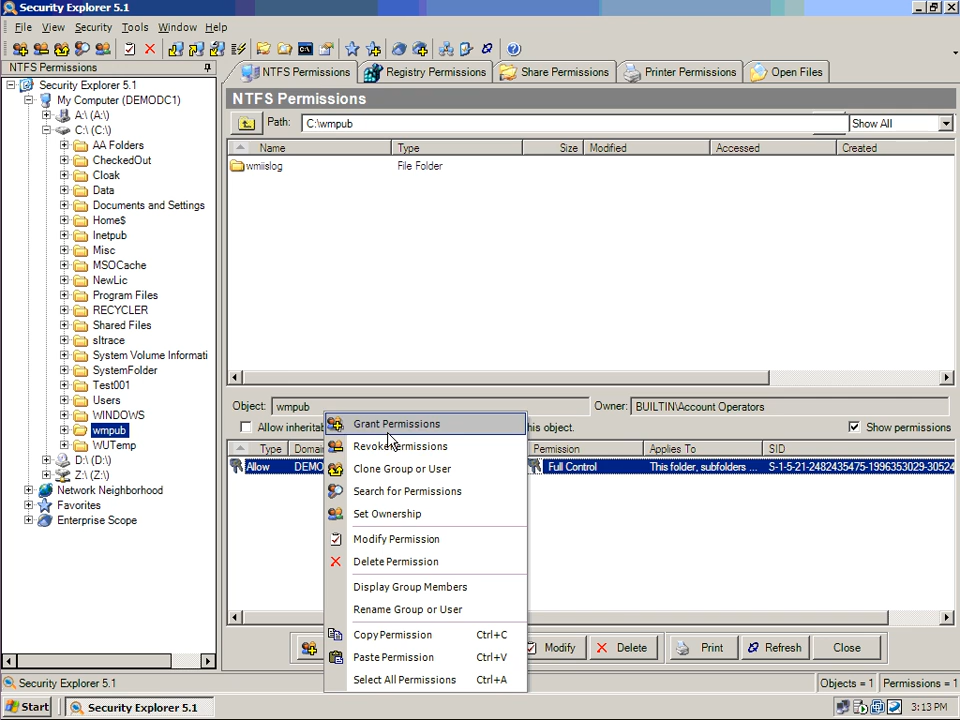 Security Explorer 5.1
File View Security Tools Window Help
NTFS Permissions
NTFS Permissions Registry Permissions Share Permissions Printer Permissions Open Files
Security Explorer 5.1
My Computer (DEMODC1)
A:\ (A:)
C:\ (C:)
AA Folders
CheckedOut
Cloak
Data
Documents and Settings
Home$
Inetpub
Misc
MSOCache
NewLic
Program Files
RECYCLER
Shared Files
sltrace
System Volume Informati
SystemFolder
Test001
Users
WINDOWS
wmpub
WUTemp
D:\ (D:)
Z:\ (Z:)
Network Neighborhood
Favorites
Enterprise Scope
NTFS Permissions
Path: C:\wmpub Show All
Name Type Size Modified Accessed Created
wmiislog File Folder
Object: wmpub Owner: BUILTIN\Account Operators
Allow inherita his object. Show permissions
Type Domai Permission Applies To SID
Allow DEMO Full Control This folder, subfolders ... S-1-5-21-2482435475-1996353029-30524
Grant Permissions
Revoke Permissions
Clone Group or User
Search for Permissions
Set Ownership
Modify Permission
Delete Permission
Display Group Members
Rename Group or User
Copy Permission Ctrl+C
Paste Permission Ctrl+V
Select All Permissions Ctrl+A
Modify Delete Print Refresh Close
Security Explorer 5.1 Objects = 1 Permissions = 1
Start Security Explorer 5.1 3:13 PM